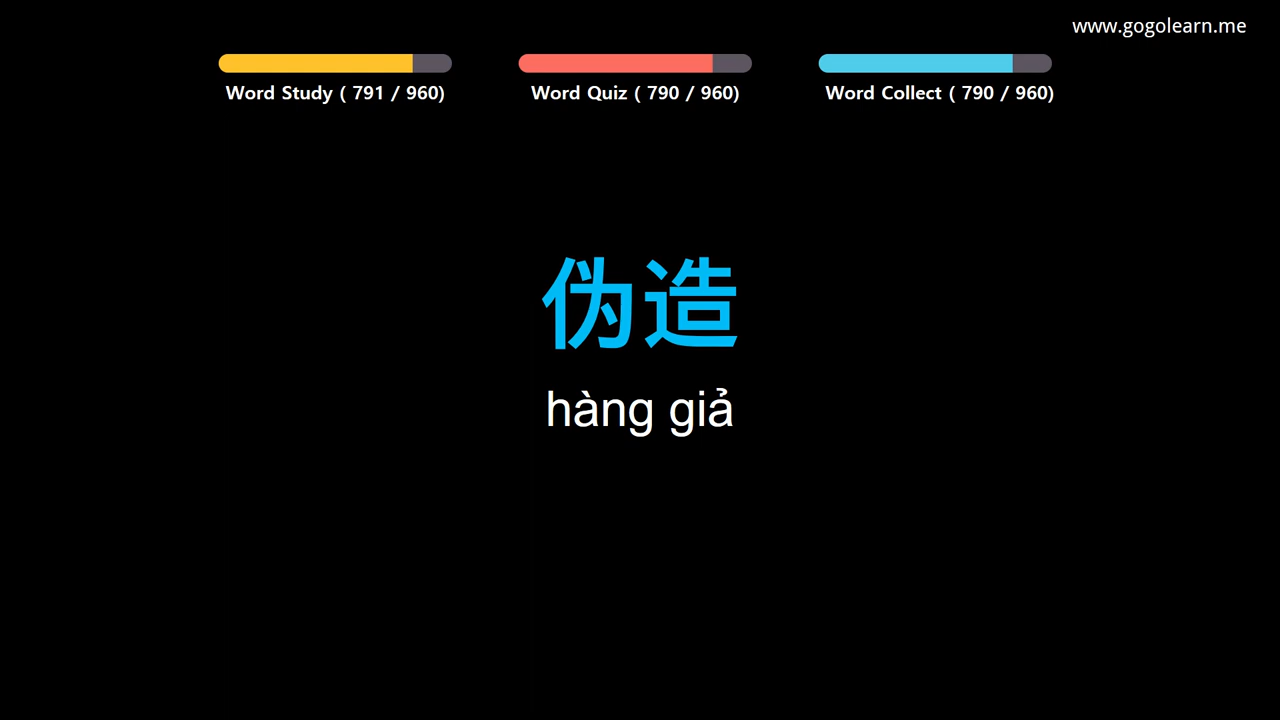 www.gogolearn.me
Word Study ( 791 / 960)
Word Quiz ( 790 / 960)
Word Collect ( 790 / 960)
伪造
hàng giả